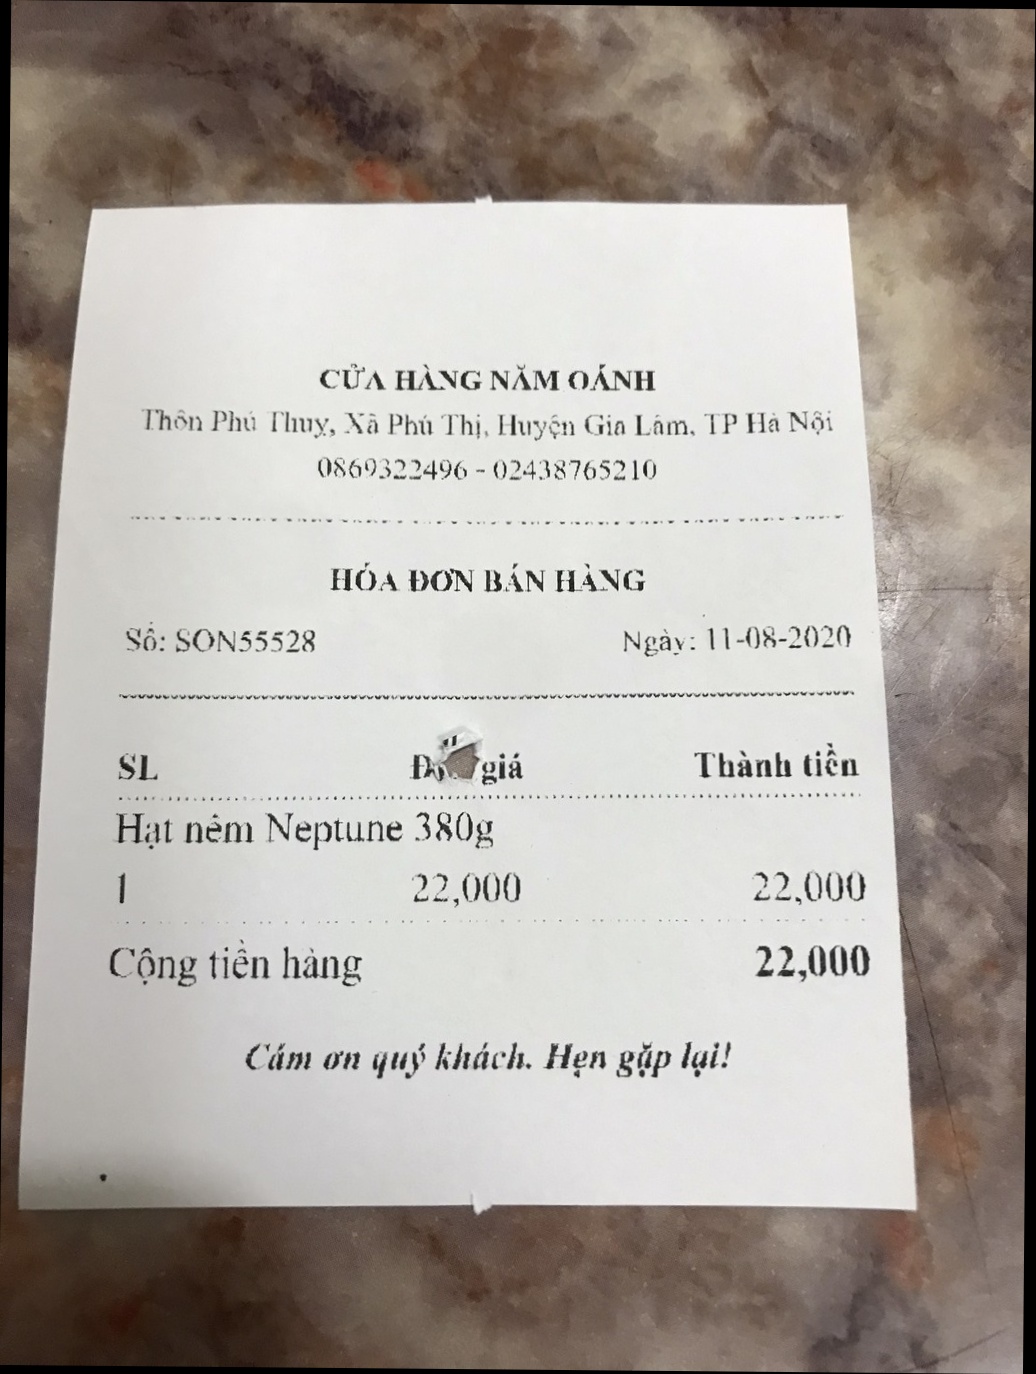 CỬA HÀNG NĂM OÁNH
Thôn Phú Thuỵ, Xã Phú Thị, Huyện Gia Lâm, TP Hà Nội
0869322496 - 02438765210
HÓA ĐƠN BÁN HÀNG
Số: SON55528 Ngày: 11-08-2020
SL giá Thành tiền
Hạt nêm Neptune 380g
1 22,000 22,000
Cộng tiền hàng 22,000
Cám ơn quý khách. Hẹn gặp lại!